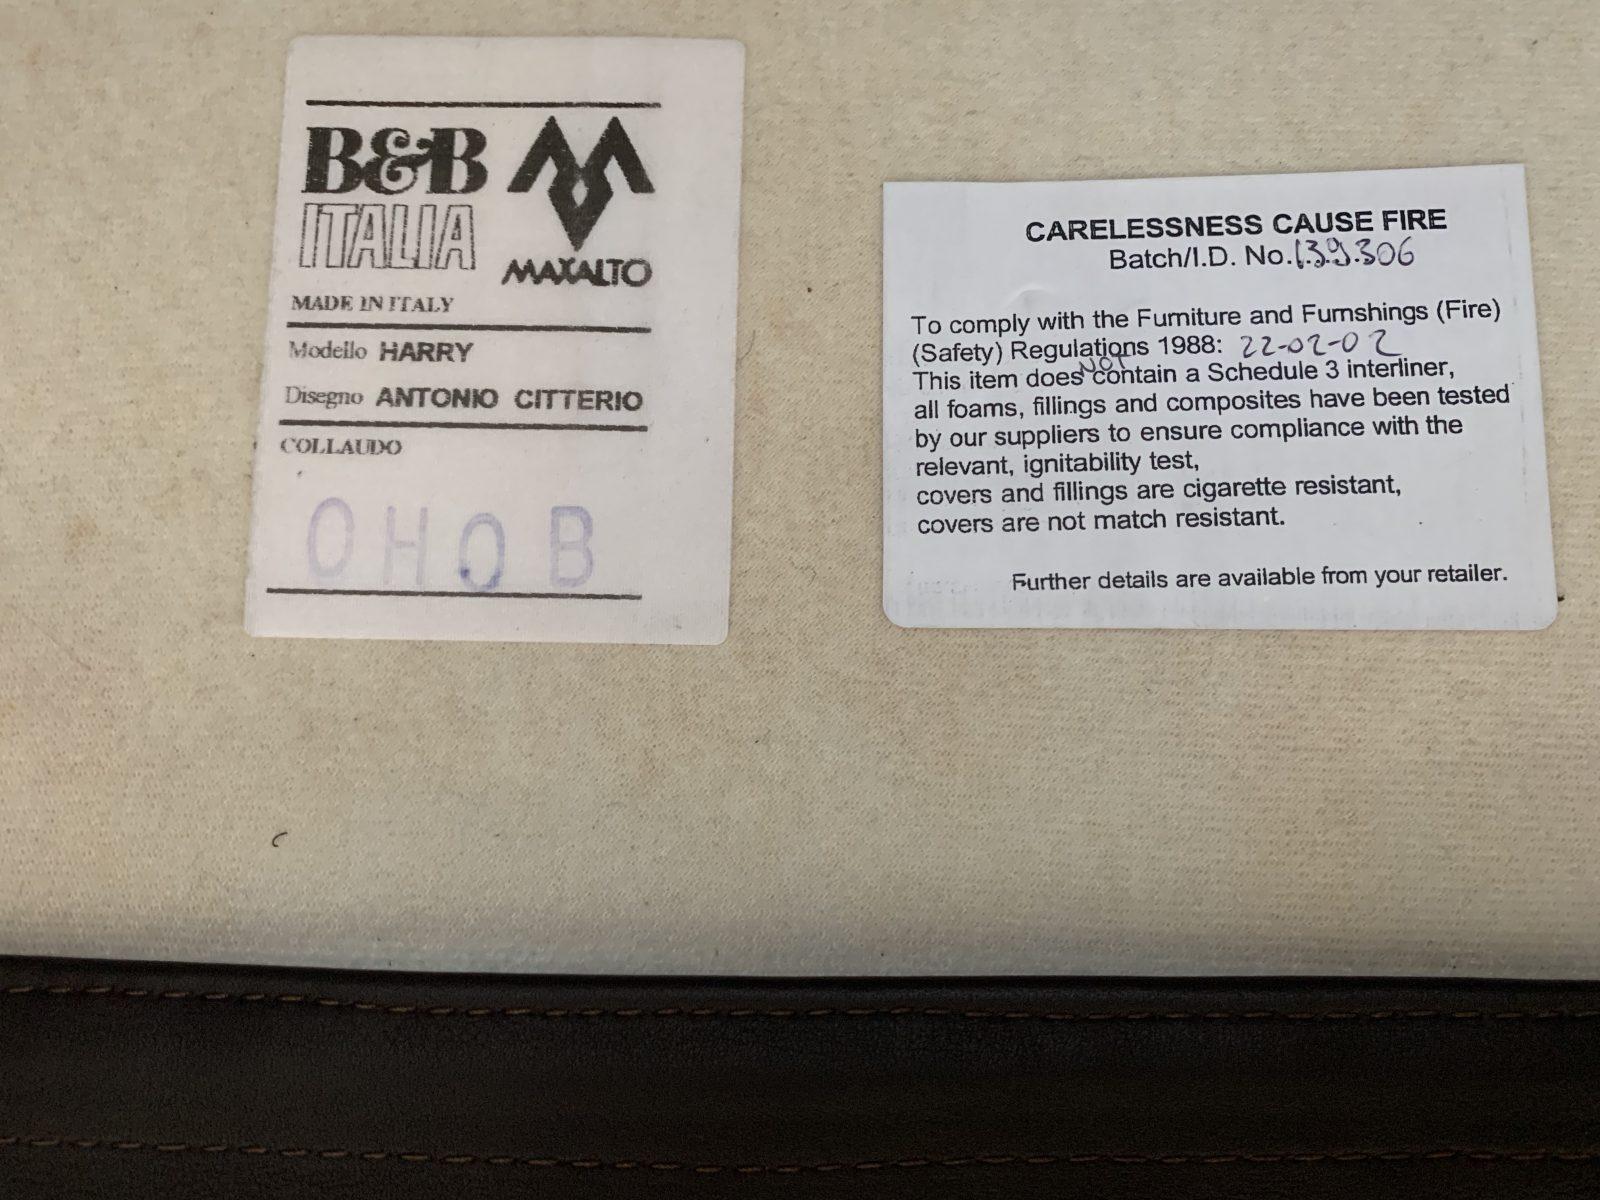 B&B
ITALIA
MAXALTO
MADE IN ITALY
Modello HARRY
Disegno ANTONIO CITTERIO
COLLAUDO
OHOB
CARELESSNESS CAUSE FIRE
Batch/I.D. No. 139.306
To comply with the Furniture and Furnshings (Fire)
(Safety) Regulations 1988: 22-02-02
This item does NOT contain a Schedule 3 interliner,
all foams, fillings and composites have been tested
by our suppliers to ensure compliance with the
relevant, ignitability test,
covers and fillings are cigarette resistant,
covers are not match resistant.
Further details are available from your retailer.